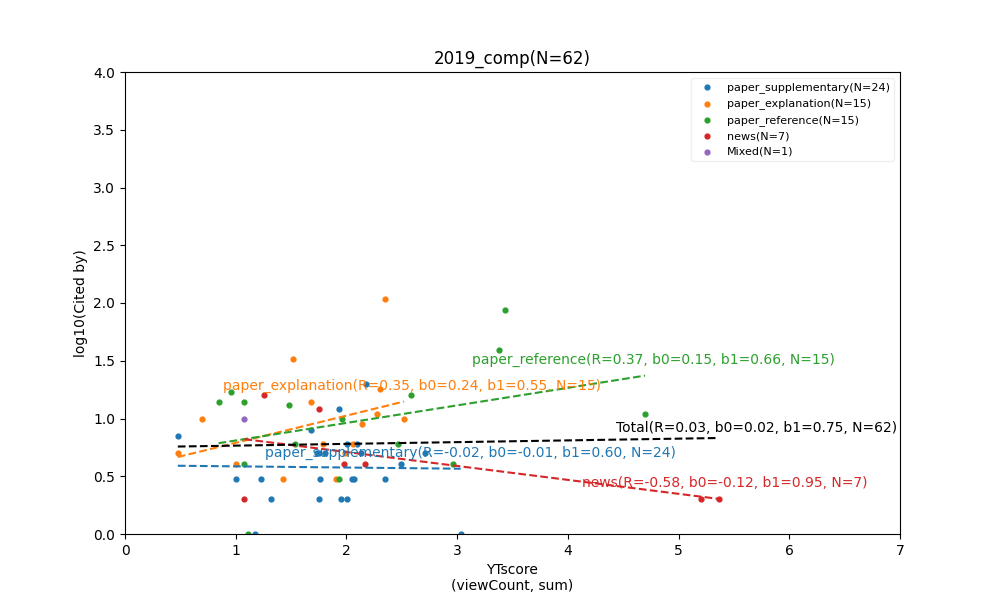 2019_comp(N=62)
log10(Cited by)
4.0
3.5
3.0
2.5
2.0
1.5
1.0
0.5
0.0
paper_supplementary(N=24)
paper_explanation(N=15)
paper_reference(N=15)
news(N=7)
Mixed(N=1)
paper_reference(R=0.37, b0=0.15, b1=0.66, N=15)
paper_explanation(R=0.35, b0=0.24, b1=0.55, N=15)
Total(R=0.03, b0=0.02, b1=0.75, N=62)
paper_supplementary(R=-0.02, b0=-0.01, b1=0.60, N=24)
news(R=-0.58, b0=-0.12, b1=0.95, N=7)
0 1 2 3 4 5 6 7
YTscore
(viewCount, sum)